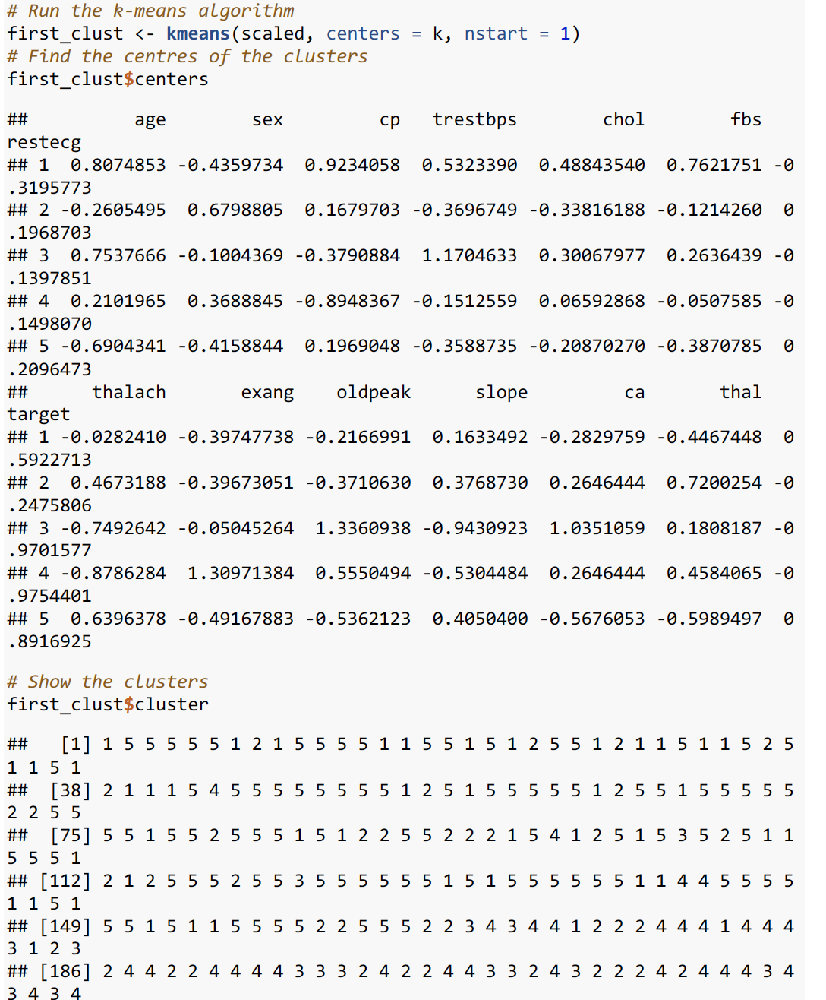 # Run the k-means algorithm
first_clust <- kmeans(scaled, centers = k, nstart = 1)
# Find the centres of the clusters
first_clust$centers
##          age        sex         cp   trestbps        chol        fbs
restecg
## 1  0.8074853 -0.4359734  0.9234058  0.5323390  0.48843540  0.7621751 -0
.3195773
## 2 -0.2605495  0.6798805  0.1679703 -0.3696749 -0.33816188 -0.1214260  0
.1968703
## 3  0.7537666 -0.1004369 -0.3790884  1.1704633  0.30067977  0.2636439 -0
.1397851
## 4  0.2101965  0.3688845 -0.8948367 -0.1512559  0.06592868 -0.0507585 -0
.1498070
## 5 -0.6904341 -0.4158844  0.1969048 -0.3588735 -0.20870270 -0.3870785  0
.2096473
##      thalach       exang    oldpeak      slope         ca       thal
target
## 1 -0.0282410 -0.39747738 -0.2166991  0.1633492 -0.2829759 -0.4467448  0
.5922713
## 2  0.4673188 -0.39673051 -0.3710630  0.3768730  0.2646444  0.7200254 -0
.2475806
## 3 -0.7492642 -0.05045264  1.3360938 -0.9430923  1.0351059  0.1808187 -0
.9701577
## 4 -0.8786284  1.30971384  0.5550494 -0.5304484  0.2646444  0.4584065 -0
.9754401
## 5  0.6396378 -0.49167883 -0.5362123  0.4050400 -0.5676053 -0.5989497  0
.8916925
# Show the clusters
first_clust$cluster
##   [1] 1 5 5 5 5 5 1 2 1 5 5 5 5 1 1 5 5 1 5 1 2 5 5 1 2 1 1 5 1 1 5 2 5
1 1 5 1
##  [38] 2 1 1 1 5 4 5 5 5 5 5 5 5 5 1 2 5 1 5 5 5 5 5 1 2 5 5 1 5 5 5 5 5
2 2 5 5
##  [75] 5 5 1 5 5 2 5 5 5 1 5 1 2 2 5 5 2 2 2 1 5 4 1 2 5 1 5 3 5 2 5 1 1
5 5 5 1
## [112] 2 1 2 5 5 5 2 5 5 3 5 5 5 5 5 5 1 5 1 5 5 5 5 5 5 1 1 4 4 5 5 5 5
1 1 5 1
## [149] 5 5 1 5 1 1 5 5 5 5 2 2 5 5 5 2 2 3 4 3 4 4 1 2 2 2 4 4 4 1 4 4 4
3 1 2 3
## [186] 2 4 4 2 2 4 4 4 4 3 3 3 2 4 2 2 4 4 3 3 2 4 3 2 2 2 4 2 4 4 4 3 4
3 4 3 4